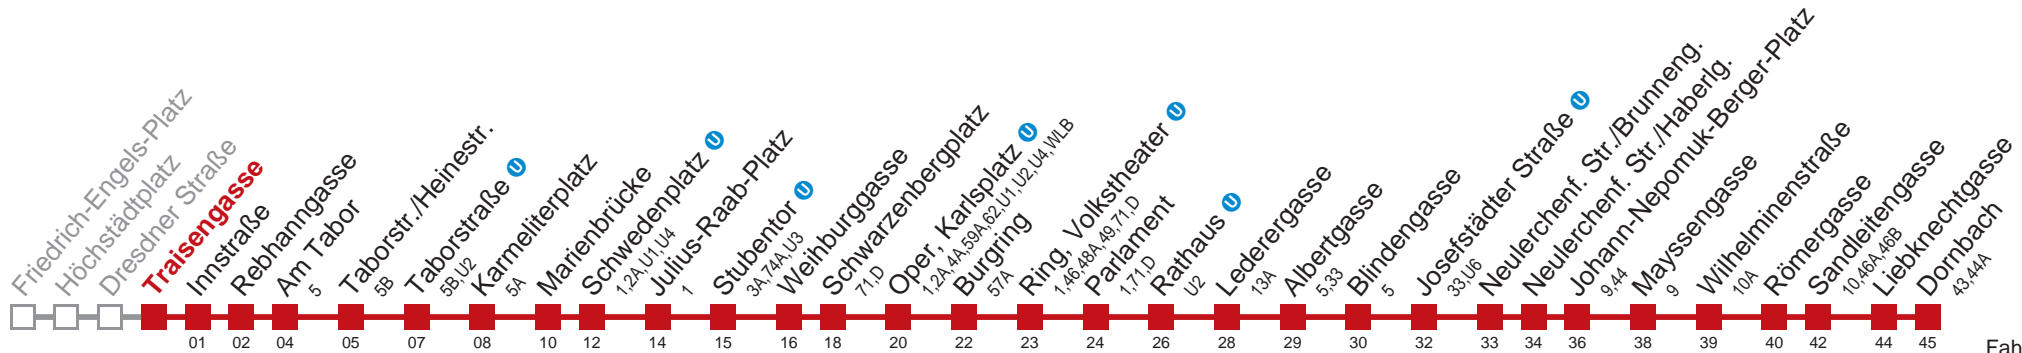 Friedrich-Engels-Platz
Höchstädtplatz
Dresdner Straße
Traisengasse
Innstraße
Rebhanngasse
Am Tabor
5
Taborstr./Heinestr.
5B
Taborstraße U
5B,U2
Karmeliterplatz
5A
Marienbrücke
Schwedenplatz U
1,2A,U1,U4
Julius-Raab-Platz
1
Stubentor U
3A,74A,U3
Weihburggasse
Schwarzenbergplatz
71,D
Oper, Karlsplatz U
1,2A,4A,59A,62,U1,U2,U4,WLB
Burgring
57A
Ring, Volkstheater U
1,46,48A,49,71,D
Parlament
1,71,D
Rathaus U
U2
Lederergasse
13A
Albertgasse
5,33
Blindengasse
5
Josefstädter Straße U
33,U6
Neulerchenf. Str./Brunneng.
Neulerchenf. Str./Haberlg.
Johann-Nepomuk-Berger-Platz
9,44
Mayssengasse
9
Wilhelminenstraße
10A
Römergasse
Sandleitengasse
10,46A,46B
Liebknechtgasse
Dornbach
43,44A
01 02 04 05 07 08 10 12 14 15 16 18 20 22 23 24 26 28 29 30 32 33 34 36 38 39 40 42 44 45
Fah